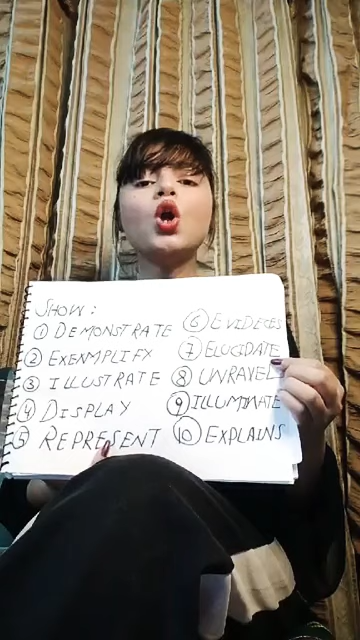 SHOW:
① DEMONSTRATE
② EXENMPLIFY
③ ILLUSTRATE
④ DISPLAY
⑤ REPRESENT
⑥ EVIDECES
⑦ ELUCIDATE
⑧ UNRAVEL
⑨ ILLUMINATE
⑩ EXPLAINS